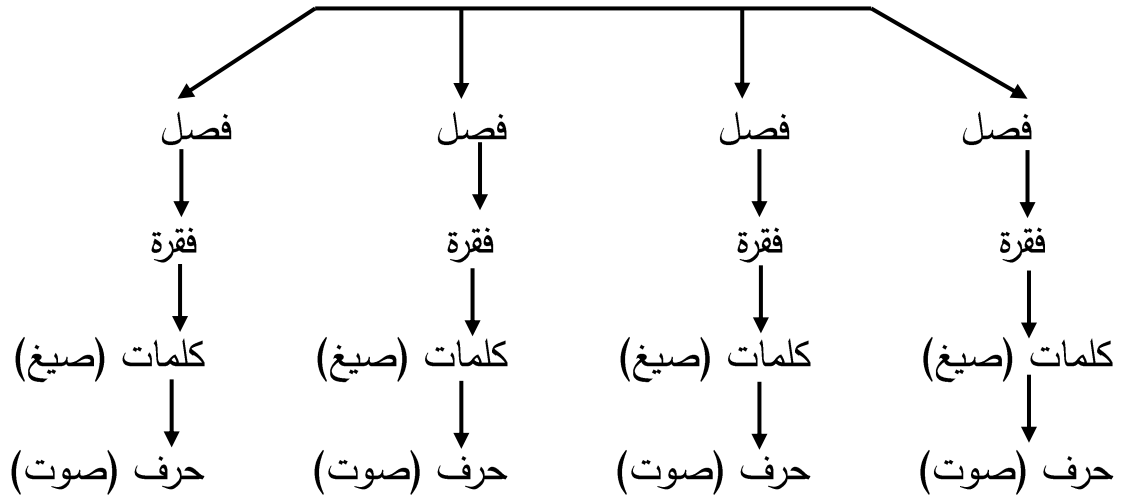 فصل فصل فصل فصل
فقرة فقرة فقرة فقرة
كلمات (صيغ) كلمات (صيغ) كلمات (صيغ) كلمات (صيغ)
حرف (صوت) حرف (صوت) حرف (صوت) حرف (صوت)